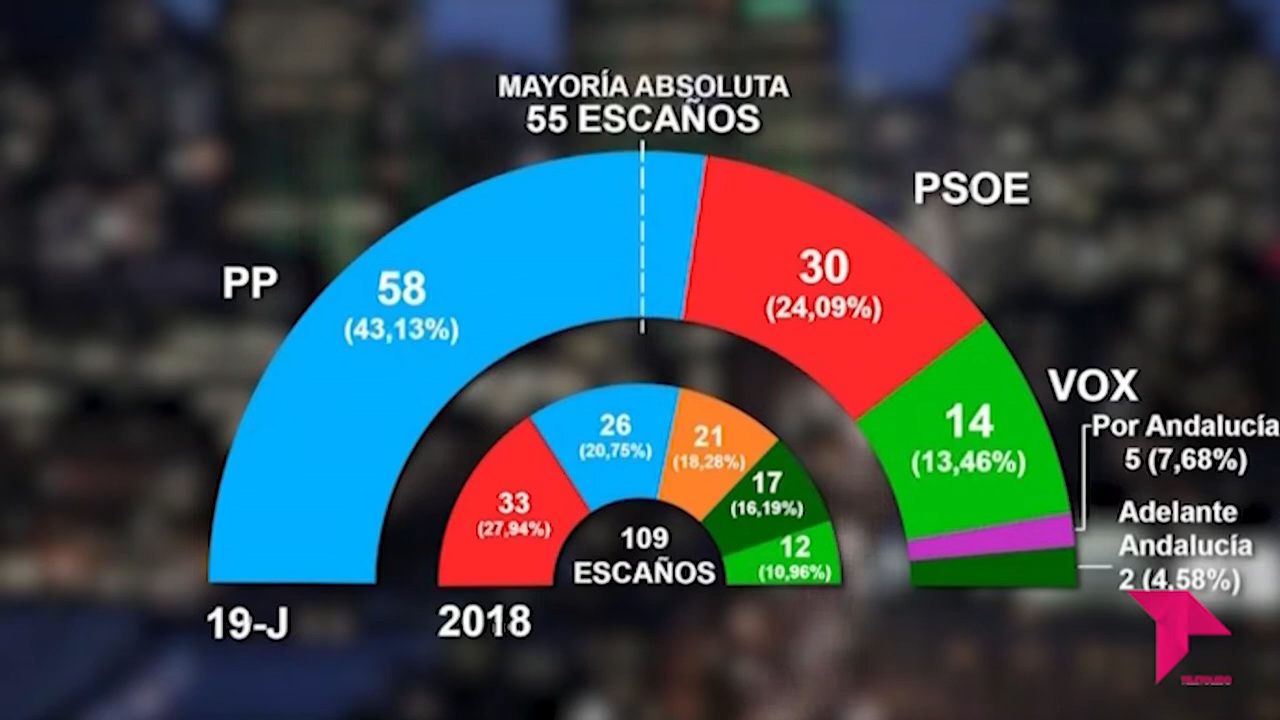 MAYORÍA ABSOLUTA
55 ESCAÑOS
PSOE
PP
58
(43,13%)
30
(24,09%)
VOX
14
(13,46%)
Por Andalucía
5 (7,68%)
Adelante
Andalucía
2 (4,58%)
26
(20,75%)
21
(18,28%)
17
(16,19%)
33
(27,94%)
12
(10,96%)
109
ESCAÑOS
19-J
2018
TELETOLEDO